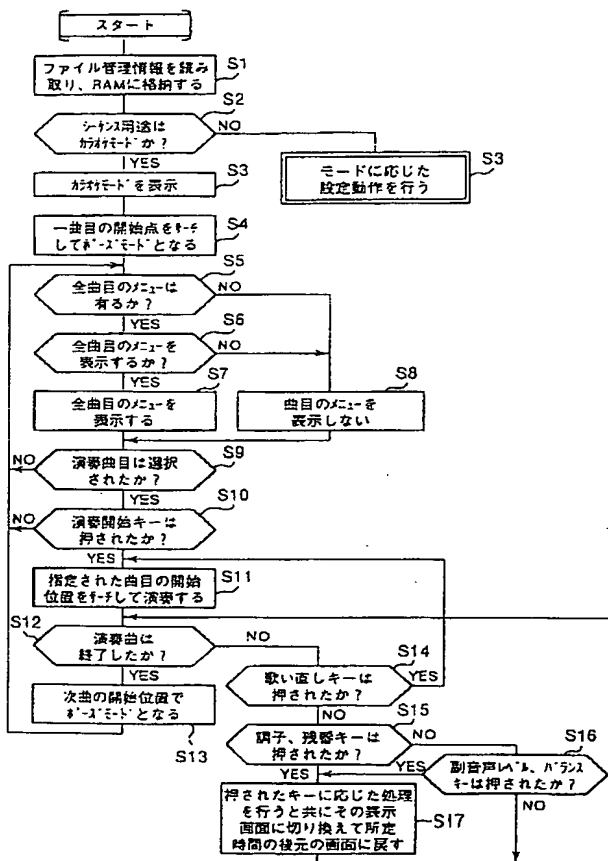 スタート
ファイル管理情報を読み
取り、RAMに格納する
S1
シーケンス用途は
カラオケモードか？
S2
NO
YES
カラオケモードを表示
S3
モードに応じた
設定動作を行う
S3
一曲目の開始点をサーチ
してポーズモードとなる
S4
全曲目のメニューは
有るか？
S5
NO
YES
全曲目のメニューを
表示するか？
S6
NO
YES
S7
全曲目のメニューを
表示する
S8
曲目のメニューを
表示しない
演奏曲目は選択
されたか？
S9
NO
YES
演奏開始キーは
押されたか？
S10
NO
YES
指定された曲目の開始
位置をサーチして演奏する
S11
S12
演奏曲は
終了したか？
NO
YES
次曲の開始位置で
ポーズモードとなる
S13
S14
歌い直しキーは
押されたか？
YES
NO
S15
調子、残響キーは
押されたか？
NO
YES
S16
副音声レベル、バランス
キーは押されたか？
YES
NO
押されたキーに応じた処理
を行うと共にその表示
画面に切り換えて所定
時間の後元の画面に戻す
S17